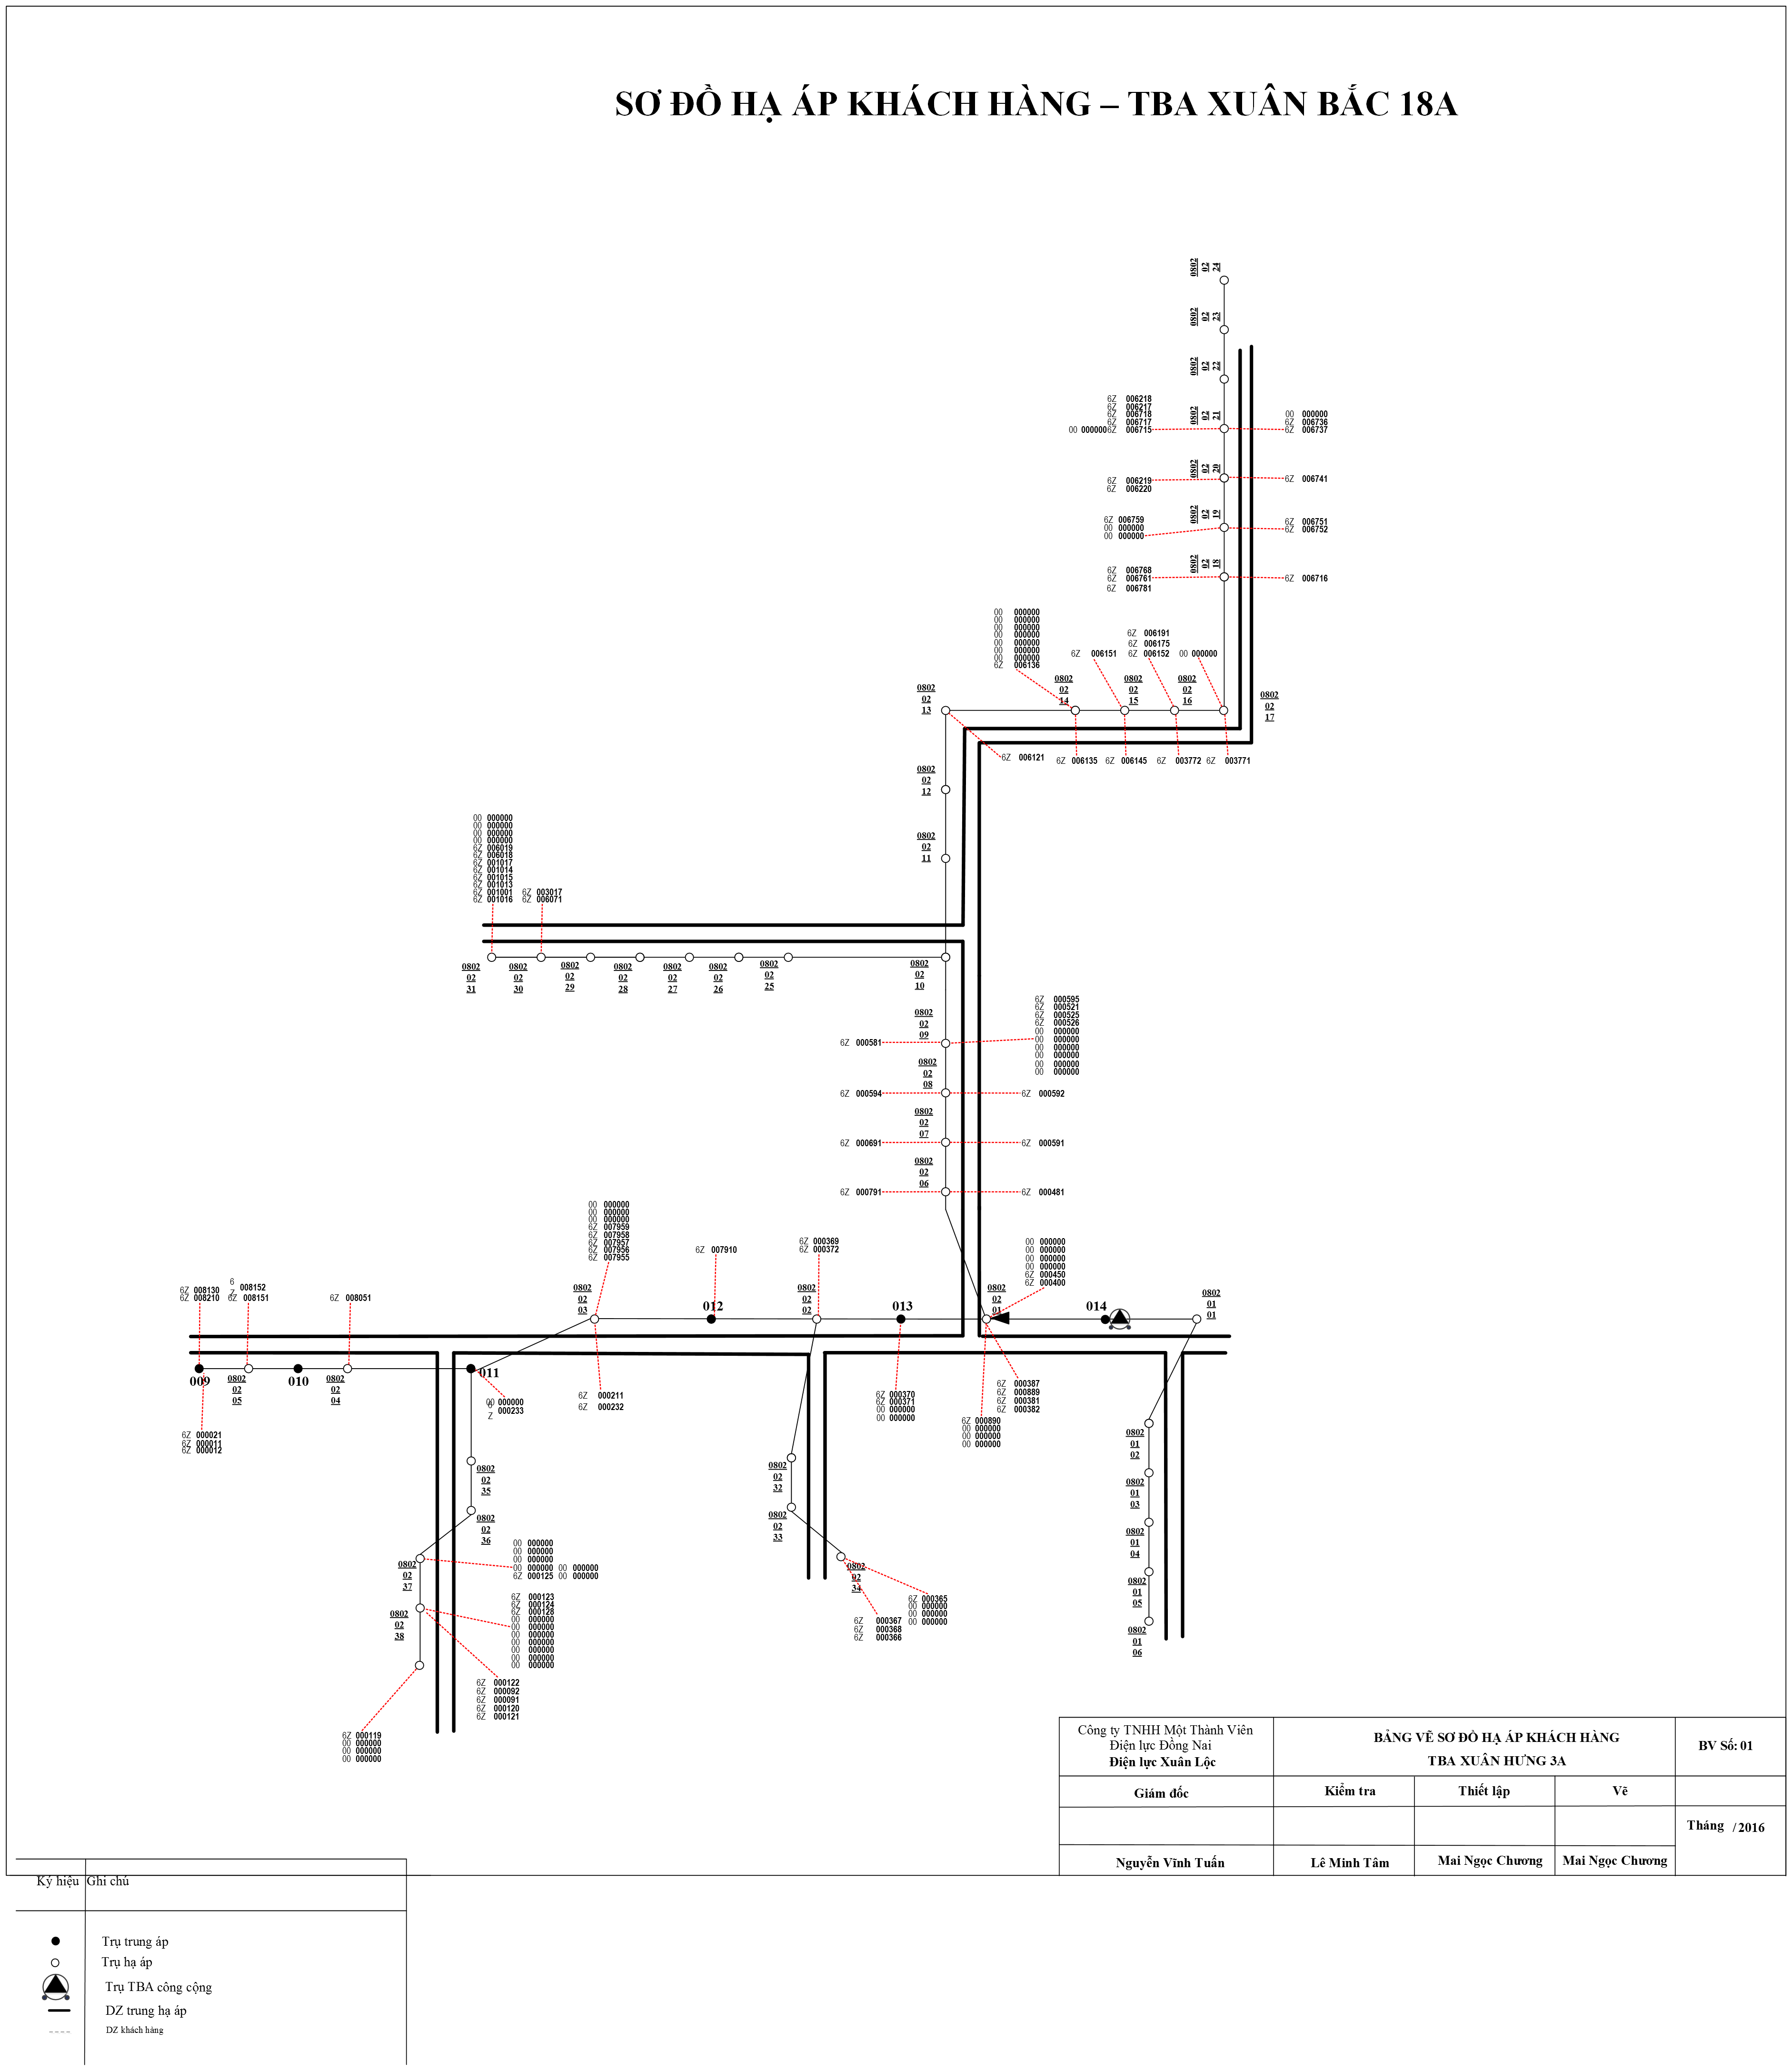 SƠ ĐỒ HẠ ÁP KHÁCH HÀNG – TBA XUÂN BẮC 18A
0802
02
24
0802
02
23
0802
02
22
0802
02
21
6Z 006218
6Z 006217
6Z 006718
6Z 006717
00 000000 6Z 006715
00 000000
6Z 006736
6Z 006737
0802
02
20
6Z 006219
6Z 006220
6Z 006741
0802
02
19
6Z 006759
00 000000
00 000000
6Z 006751
6Z 006752
0802
02
18
6Z 006768
6Z 006761
6Z 006781
6Z 006716
00 000000
00 000000
00 000000
00 000000
00 000000
00 000000
00 000000
6Z 006136
6Z 006151
6Z 006191
6Z 006175
6Z 006152
00 000000
0802
02
13
0802
02
14
0802
02
15
0802
02
16
0802
02
17
6Z 006121
6Z 006135
6Z 006145
6Z 003772
6Z 003771
0802
02
12
0802
02
11
00 000000
00 000000
00 000000
00 000000
6Z 006019
6Z 006018
6Z 001017
6Z 001014
6Z 001015
6Z 001013
6Z 001001
6Z 001016
6Z 003017
6Z 006071
0802
02
31
0802
02
30
0802
02
29
0802
02
28
0802
02
27
0802
02
26
0802
02
25
0802
02
10
0802
02
09
6Z 000581
6Z 000595
6Z 000521
6Z 000525
6Z 000526
00 000000
00 000000
00 000000
00 000000
00 000000
00 000000
0802
02
08
6Z 000594
6Z 000592
0802
02
07
6Z 000691
6Z 000591
0802
02
06
6Z 000791
6Z 000481
00 000000
00 000000
00 000000
6Z 007959
6Z 007958
6Z 007957
6Z 007956
6Z 007955
6Z 007910
6Z 000369
6Z 000372
00 000000
00 000000
00 000000
00 000000
6Z 000450
6Z 000400
6Z 008130
6Z 008210
6
Z 008152
6Z 008151
6Z 008051
0802
02
03
012
0802
02
02
013
0802
02
01
014
0802
01
01
009
0802
02
05
010
0802
02
04
011
00 000000
6
Z 000233
6Z 000211
6Z 000232
6Z 000370
6Z 000371
00 000000
00 000000
6Z 000387
6Z 000889
6Z 000381
6Z 000382
6Z 000890
00 000000
00 000000
00 000000
6Z 000021
6Z 000011
6Z 000012
0802
02
35
0802
02
36
0802
02
32
0802
02
33
0802
02
34
0802
01
02
0802
01
03
0802
01
04
0802
01
05
0802
01
06
00 000000
00 000000
00 000000
00 000000 00 000000
6Z 000125 00 000000
0802
02
37
6Z 000123
6Z 000124
6Z 000128
00 000000
00 000000
00 000000
00 000000
00 000000
00 000000
00 000000
0802
02
38
6Z 000365
00 000000
00 000000
00 000000
6Z 000367
6Z 000368
6Z 000366
6Z 000122
6Z 000092
6Z 000091
6Z 000120
6Z 000121
6Z 000119
00 000000
00 000000
00 000000
Công ty TNHH Một Thành Viên
Điện lực Đồng Nai
Điện lực Xuân Lộc
BẢNG VẼ SƠ ĐỒ HẠ ÁP KHÁCH HÀNG
TBA XUÂN HƯNG 3A
BV Số: 01
Giám đốc
Kiểm tra
Thiết lập
Vẽ
Tháng / 2016
Nguyễn Vĩnh Tuấn
Lê Minh Tâm
Mai Ngọc Chương
Mai Ngọc Chương
Ký hiệu Ghi chú
Trụ trung áp
Trụ hạ áp
Trụ TBA công cộng
DZ trung hạ áp
DZ khách hàng